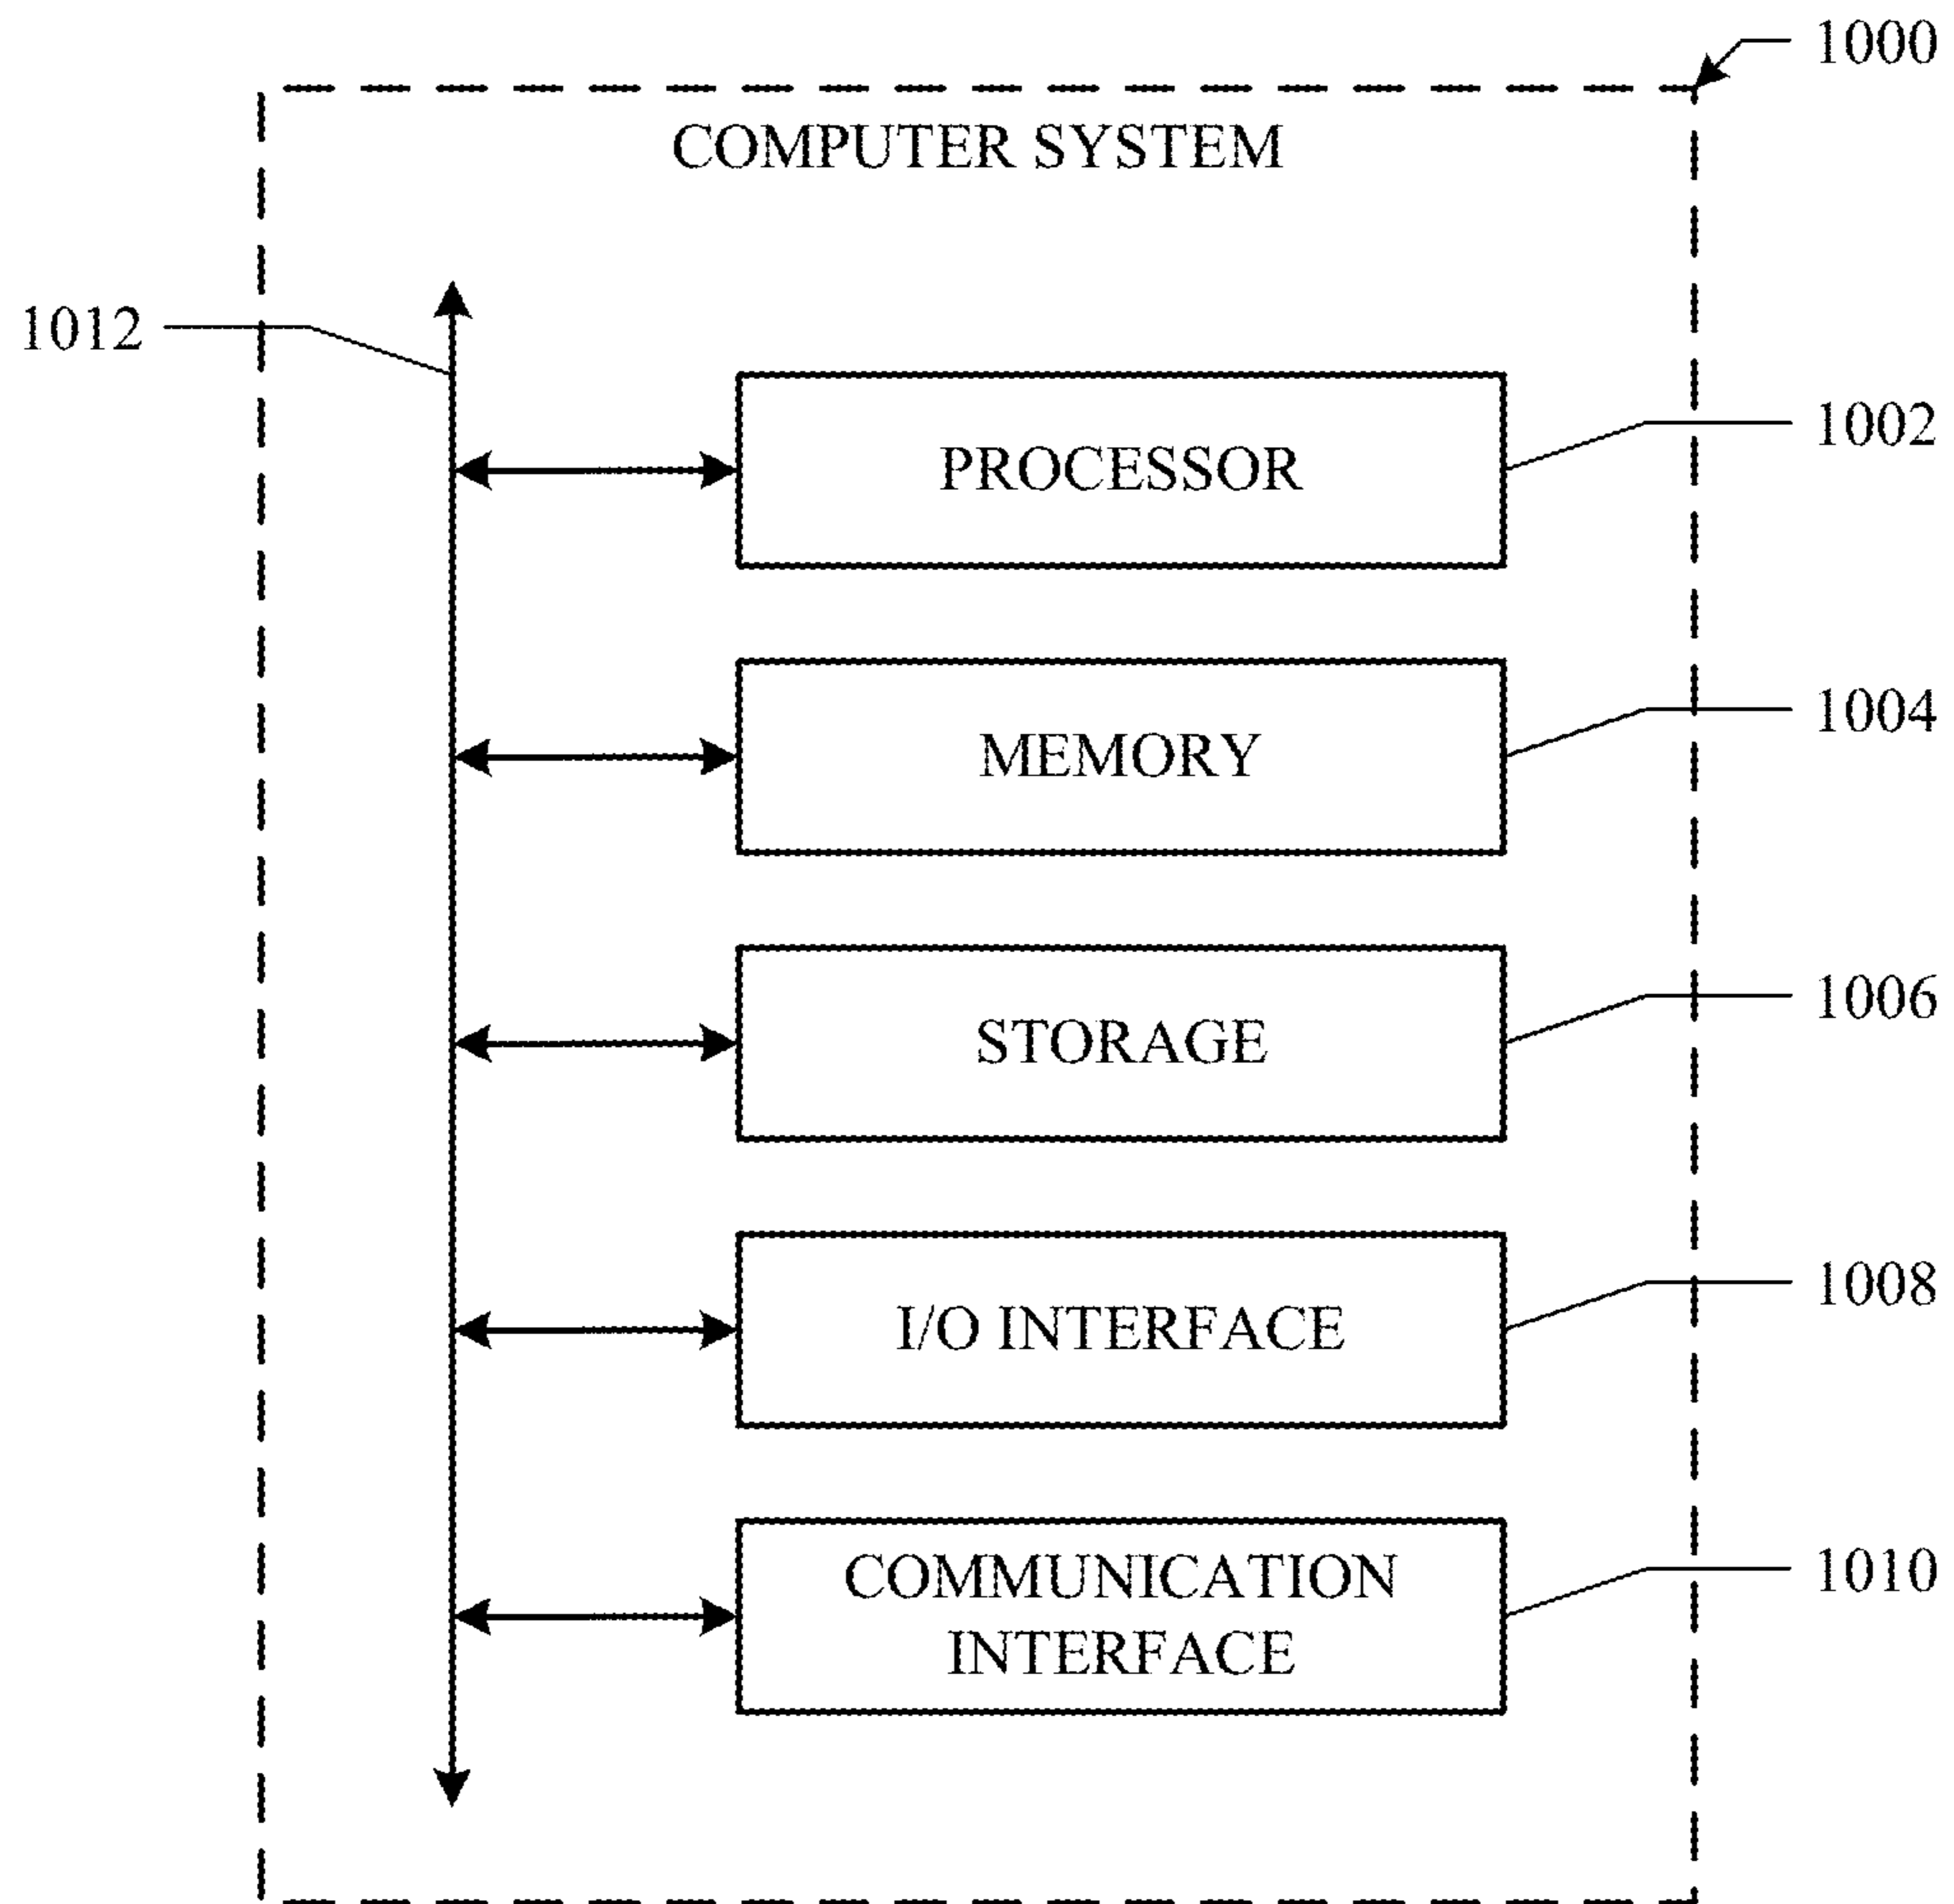 1000
COMPUTER SYSTEM
1012
PROCESSOR
1002
MEMORY
1004
STORAGE
1006
I/O INTERFACE
1008
COMMUNICATION
INTERFACE
1010